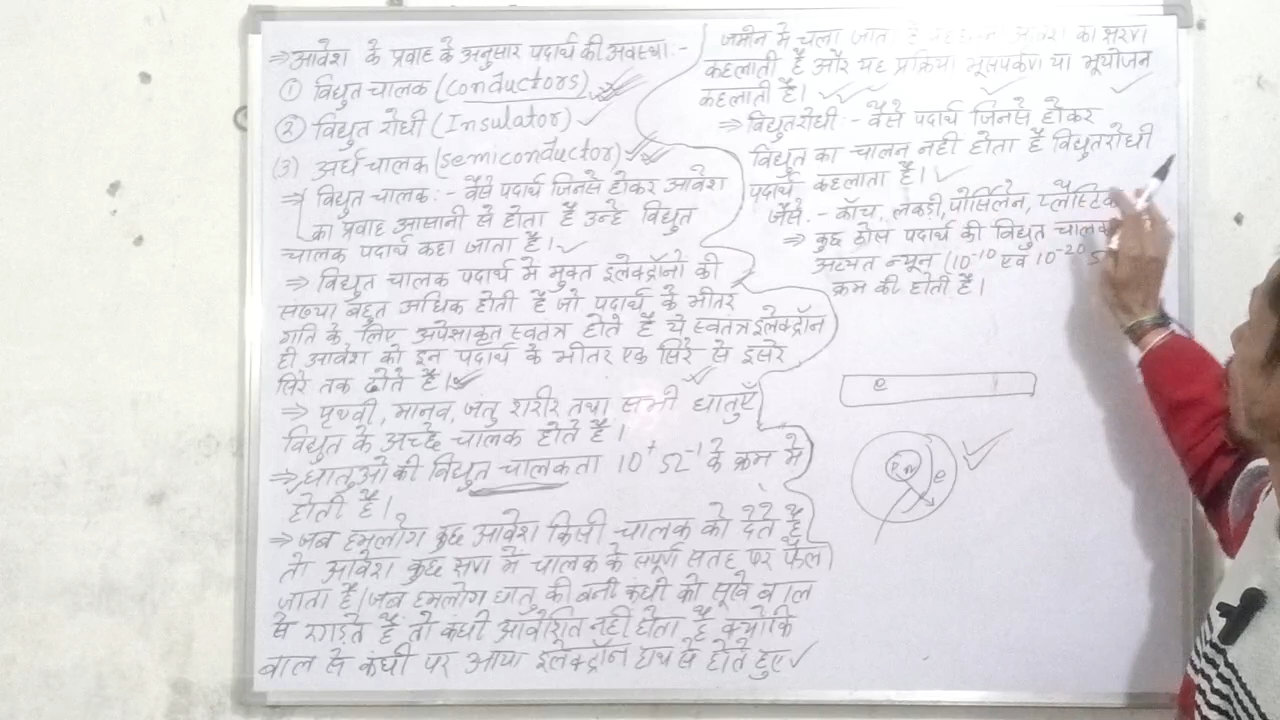 ⇒ आवेश के प्रवाह के अनुसार पदार्थ की अवस्था :-
① विद्युत चालक (conductors)
② विद्युत रोधी (Insulator)
(3) अर्ध चालक (semiconductor)
⇒ विद्युत चालक :- वैसे पदार्थ जिनसे होकर आवेश
का प्रवाह आसानी से होता है उन्हे विद्युत
चालक पदार्थ कहा जाता है।
⇒ विद्युत चालक पदार्थ मे मुक्त इलेक्ट्रॉनो की
संख्या बहुत अधिक होती है जो पदार्थ के भीतर
गति के लिए अपेक्षाकृत स्वतंत्र होते है ये स्वतंत्र इलेक्ट्रॉन
ही आवेश को इन पदार्थ के भीतर एक सिरे से दूसरे
सिरे तक ढोते है।
⇒ पृथ्वी, मानव, जंतु शरीर तथा सभी धातुएँ
विद्युत के अच्छे चालक होते है।
⇒ धातुओ की विद्युत चालकता 10 Ω⁻¹ के क्रम मे
होती है।
⇒ जब हमलोग कुछ आवेश किसी चालक को देते है
तो आवेश कुछ क्षण मे चालक के संपूर्ण सतह पर फैल
जाता है। जब हमलोग धातु की बनी कंघी को सूखे बाल
से रगड़ते है तो कंघी आवेशित नहीं होता है क्योकि
बाल से कंघी पर आया इलेक्ट्रॉन हाथ से होते हुए
जमीन मे चला जाता है का क्षरण
कहलाती है और यह प्रक्रिया भूसंपर्कण या भूयोजन
कहलाती है।
⇒ विद्युतरोधी :- वैसे पदार्थ जिनसे होकर
विद्युत का चालन नही होता है विद्युतरोधी
पदार्थ कहलाता है।
जैसे :- काँच, लकड़ी, पोर्सिलेन, प्लैस्टिक
⇒ कुछ ठोस पदार्थ की विद्युत
अत्यंत न्यून (10⁻¹⁰ एवं 10⁻²⁰
क्रम की होती है।
e
P, n e